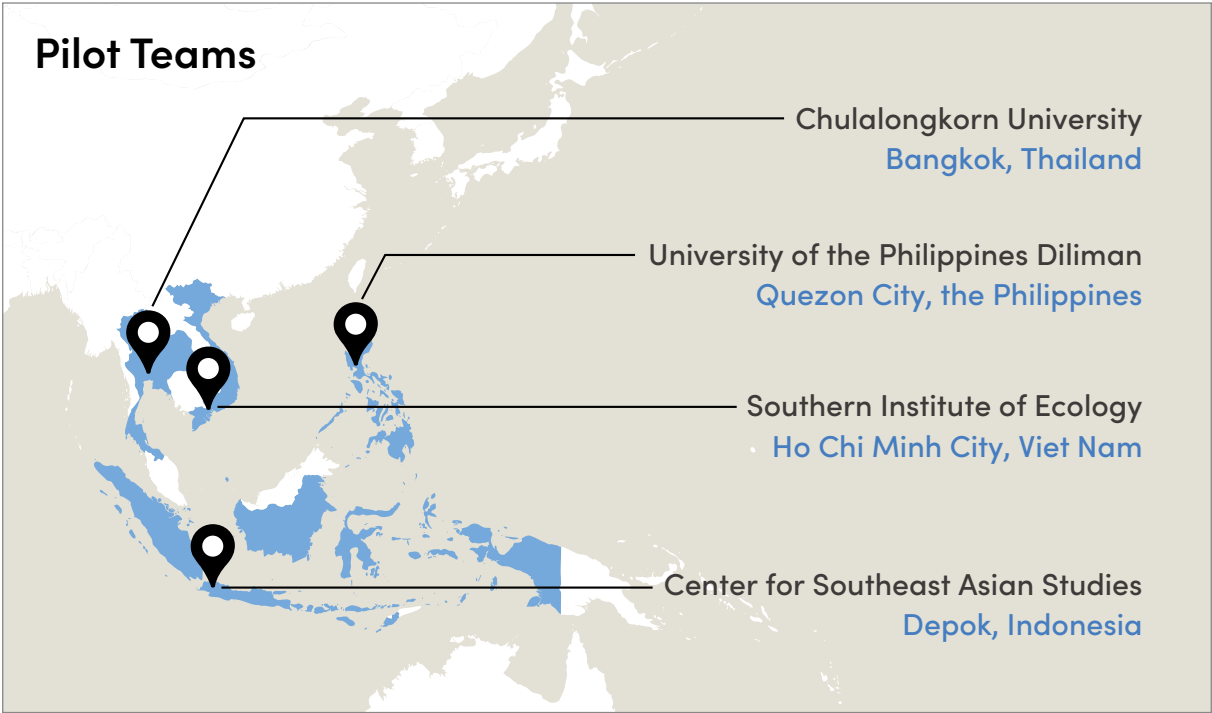 Pilot Teams
Chulalongkorn University
Bangkok, Thailand
University of the Philippines Diliman
Quezon City, the Philippines
Southern Institute of Ecology
Ho Chi Minh City, Viet Nam
Center for Southeast Asian Studies
Depok, Indonesia